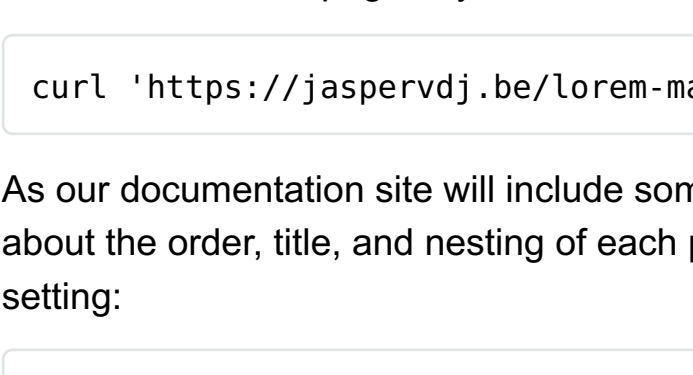 curl 'https://jaspervdj.be/lorem-ma
As our documentation site will include som
about the order, title, and nesting of each
setting: